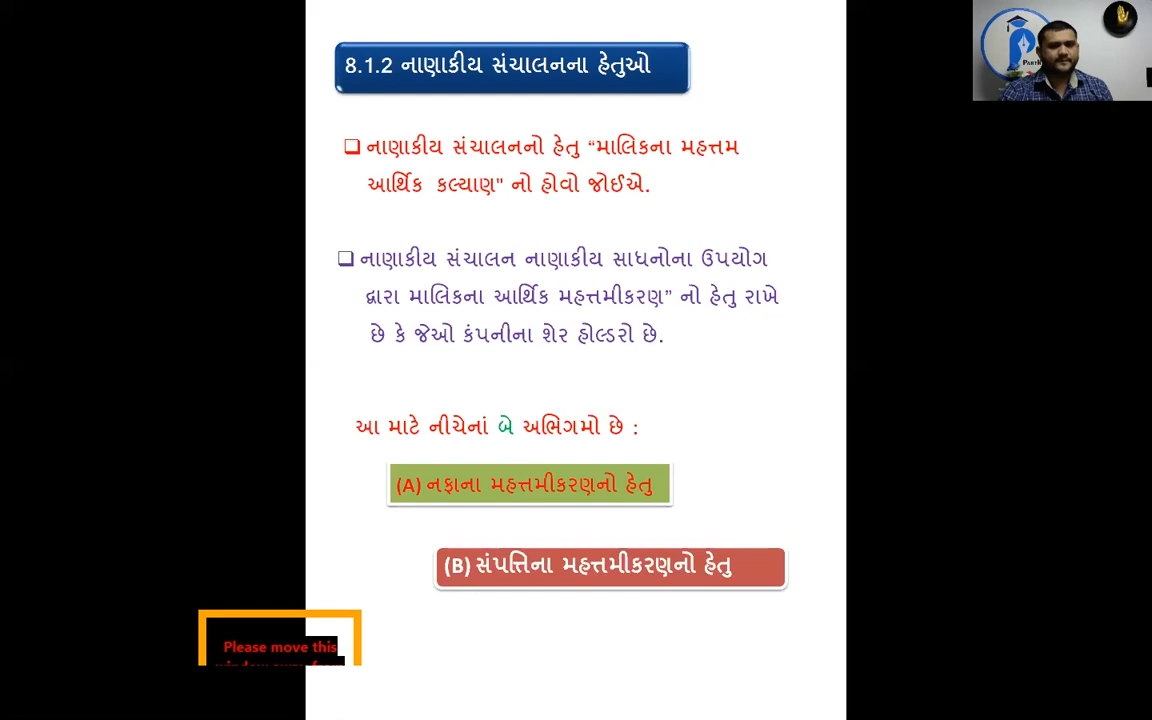 8.1.2 નાણાકીય સંચાલનના હેતુઓ
❑ નાણાકીય સંચાલનનો હેતુ “માલિકના મહત્તમ
આર્થિક કલ્યાણ" નો હોવો જોઈએ.
❑ નાણાકીય સંચાલન નાણાકીય સાધનોના ઉપયોગ
દ્વારા માલિકના આર્થિક મહત્તમીકરણ” નો હેતુ રાખે
છે કે જેઓ કંપનીના શેર હોલ્ડરો છે.
આ માટે નીચેનાં બે અભિગમો છે :
(A) નફાના મહત્તમીકરણનો હેતુ
(B) સંપત્તિના મહત્તમીકરણનો હેતુ
Please move this